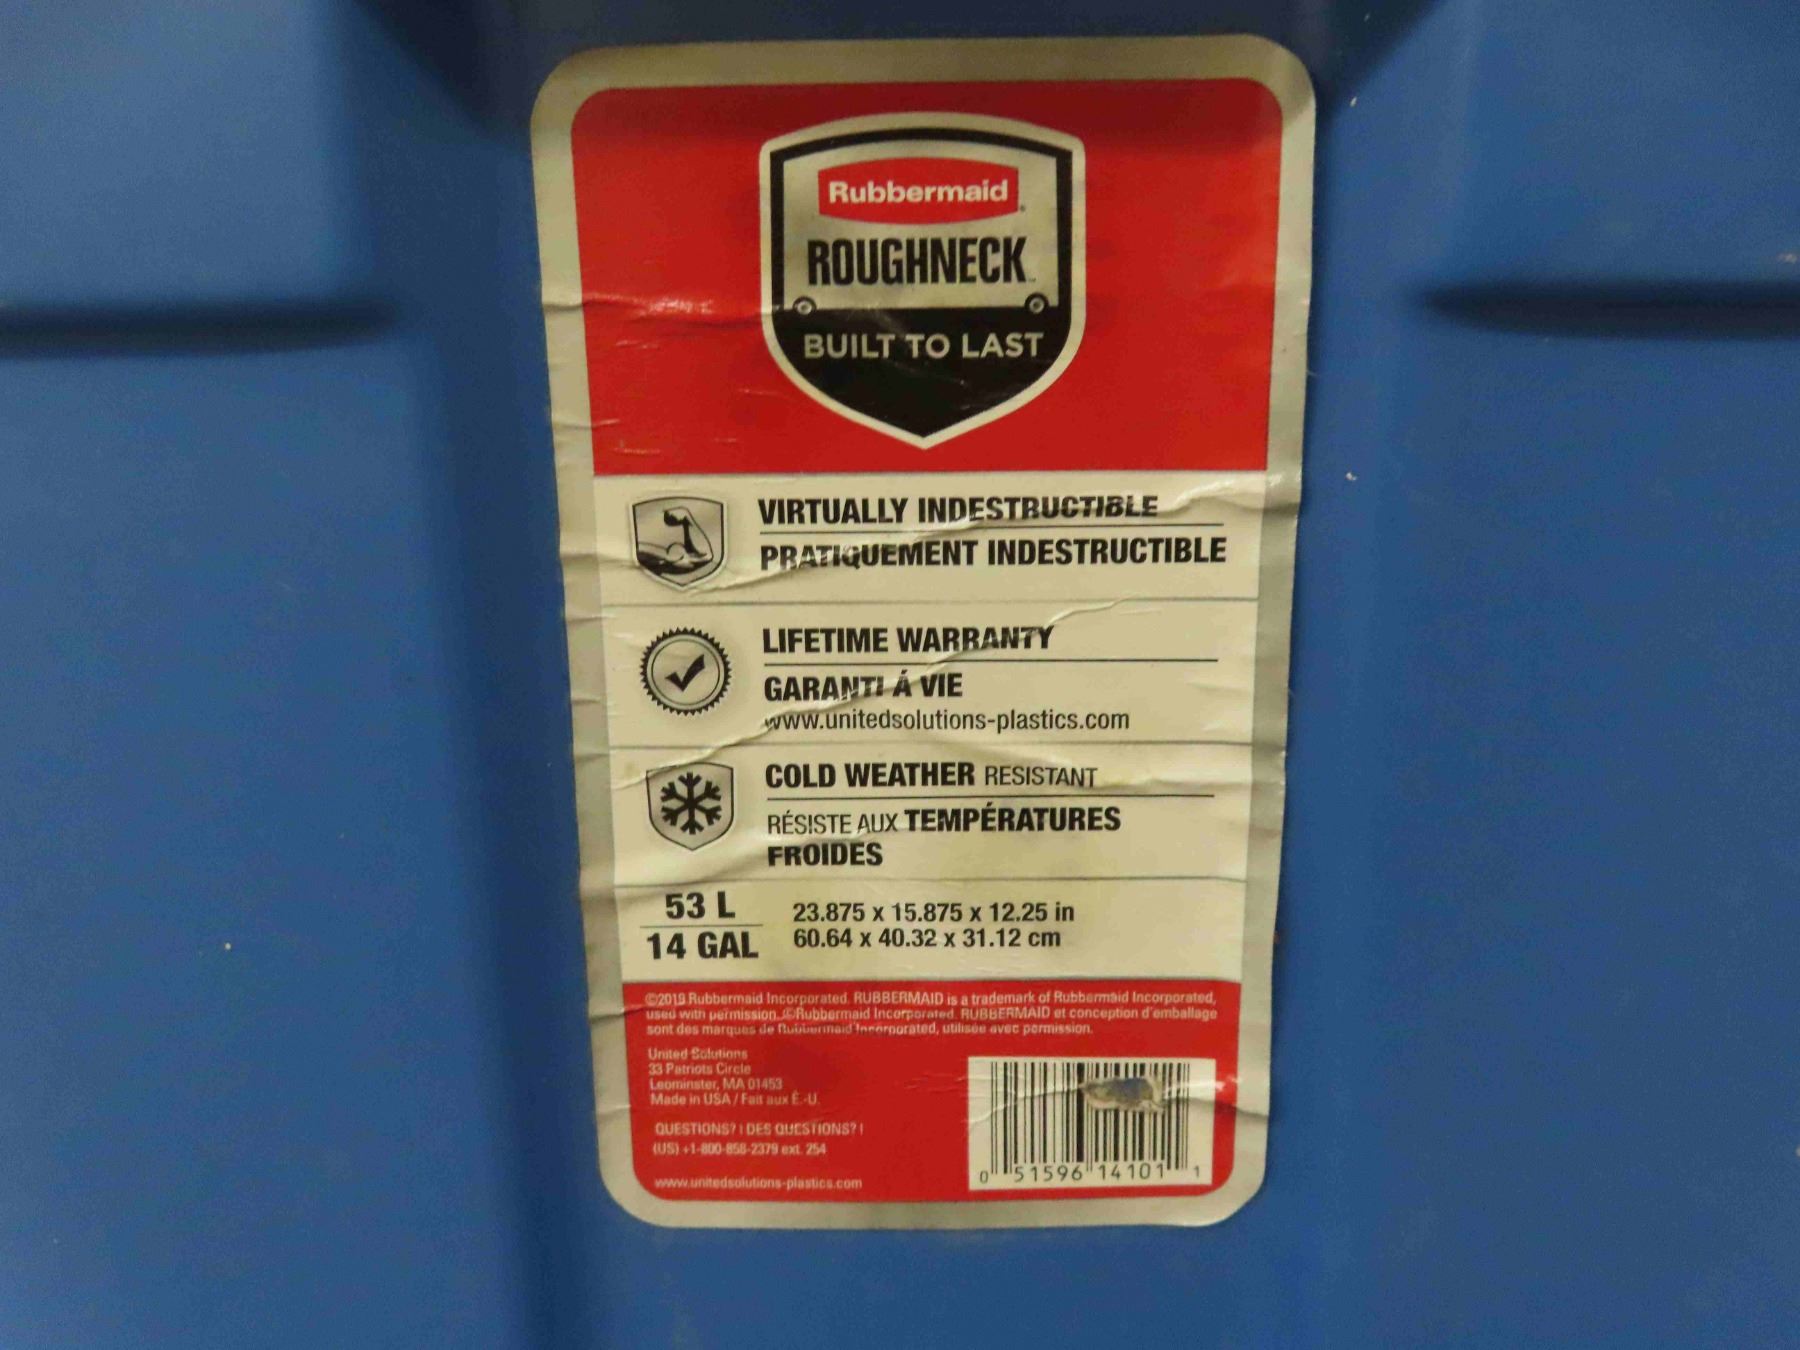 Rubbermaid®
ROUGHNECK™
BUILT TO LAST
VIRTUALLY INDESTRUCTIBLE
PRATIQUEMENT INDESTRUCTIBLE
LIFETIME WARRANTY
GARANTI Á VIE
www.unitedsolutions-plastics.com
COLD WEATHER RESISTANT
RÉSISTE AUX TEMPÉRATURES
FROIDES
53 L
14 GAL
23.875 x 15.875 x 12.25 in
60.64 x 40.32 x 31.12 cm
©2019 Rubbermaid Incorporated. RUBBERMAID is a trademark of Rubbermaid Incorporated,
used with permission. ©Rubbermaid Incorporated. RUBBERMAID et conception d'emballage
sont des marques de Rubbermaid Incorporated, utilisée avec permission.
United Solutions
33 Patriots Circle
Leominster, MA 01453
Made in USA / Fait aux É.-U.
QUESTIONS? | DES QUESTIONS? |
(US) +1-800-858-2379 ext. 254
www.unitedsolutions-plastics.com
0 51596 14101 1